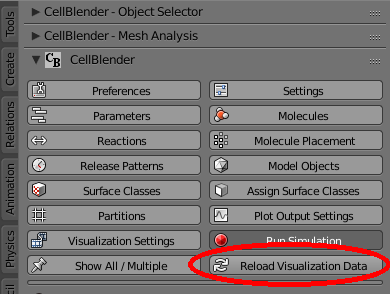 Tools
Create
Relations
Animation
Physics
CellBlender - Object Selector
CellBlender - Mesh Analysis
CB CellBlender
Preferences
Settings
Parameters
Molecules
Reactions
Molecule Placement
Release Patterns
Model Objects
Surface Classes
Assign Surface Classes
Partitions
Plot Output Settings
Visualization Settings
Run Simulation
Show All / Multiple
Reload Visualization Data